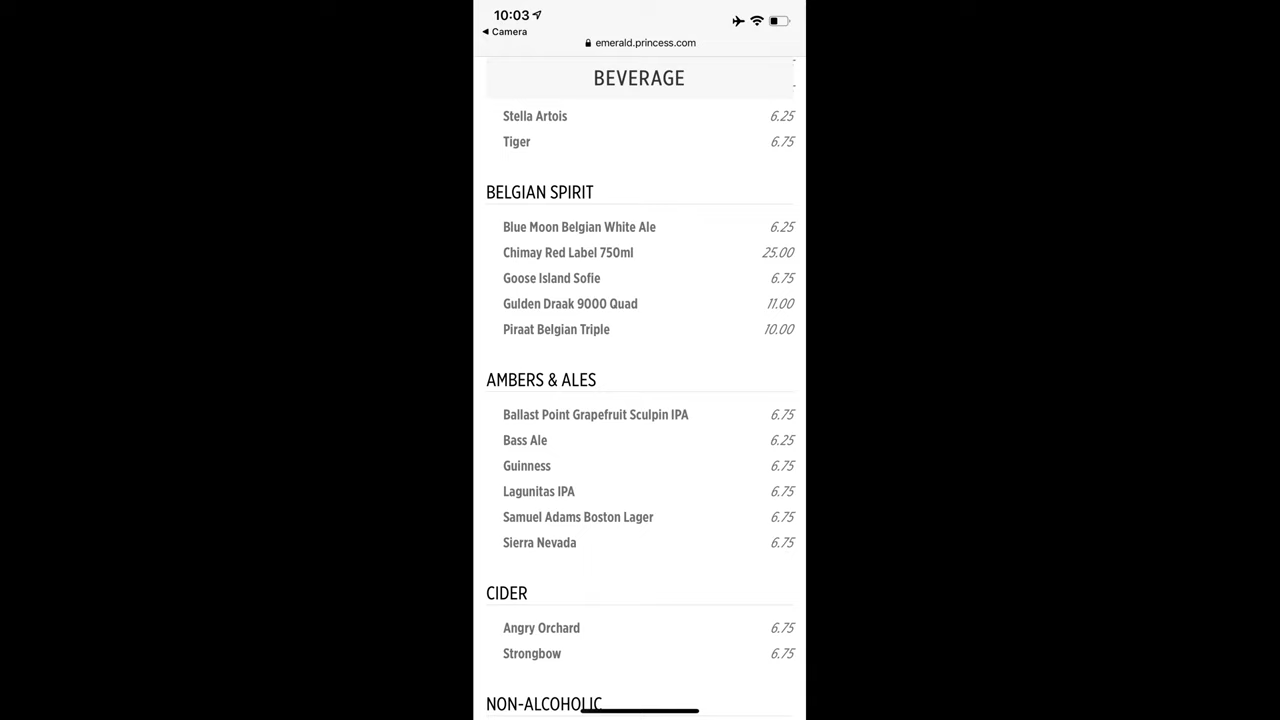 10:03
Camera
emerald.princess.com
BEVERAGE
Stella Artois 6.25
Tiger 6.75
BELGIAN SPIRIT
Blue Moon Belgian White Ale 6.25
Chimay Red Label 750ml 25.00
Goose Island Sofie 6.75
Gulden Draak 9000 Quad 11.00
Piraat Belgian Triple 10.00
AMBERS & ALES
Ballast Point Grapefruit Sculpin IPA 6.75
Bass Ale 6.25
Guinness 6.75
Lagunitas IPA 6.75
Samuel Adams Boston Lager 6.75
Sierra Nevada 6.75
CIDER
Angry Orchard 6.75
Strongbow 6.75
NON-ALCOHOLIC